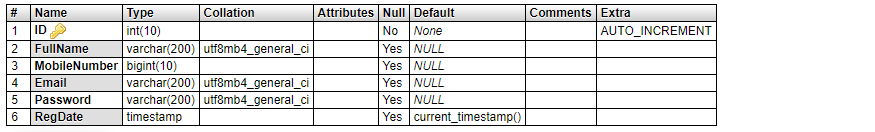 # Name Type Collation Attributes Null Default Comments Extra
1 ID int(10) No None AUTO_INCREMENT
2 FullName varchar(200) utf8mb4_general_ci Yes NULL
3 MobileNumber bigint(10) Yes NULL
4 Email varchar(200) utf8mb4_general_ci Yes NULL
5 Password varchar(200) utf8mb4_general_ci Yes NULL
6 RegDate timestamp Yes current_timestamp()